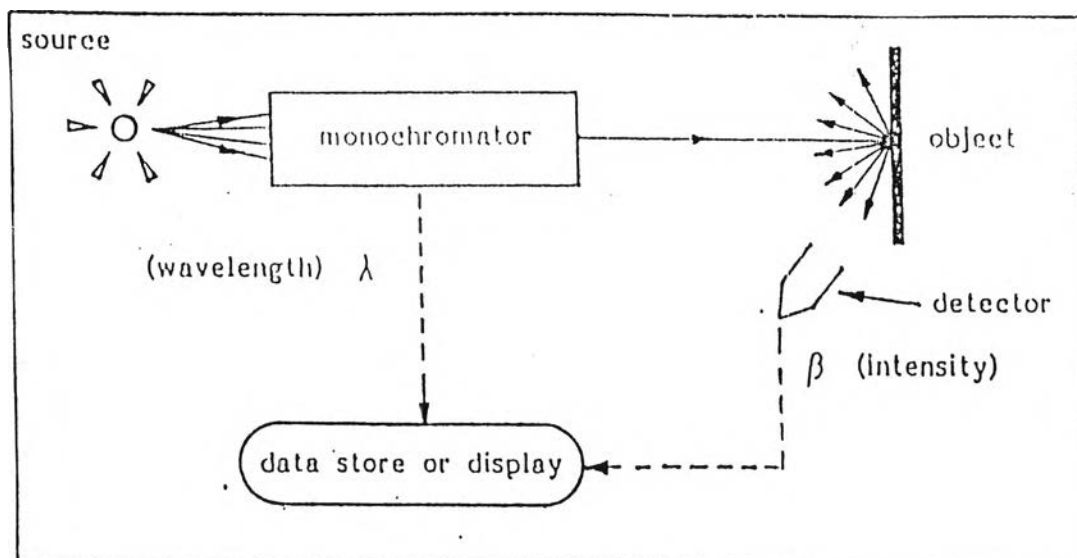 source
monochromator
object
(wavelength) λ
detector
β (intensity)
data store or display